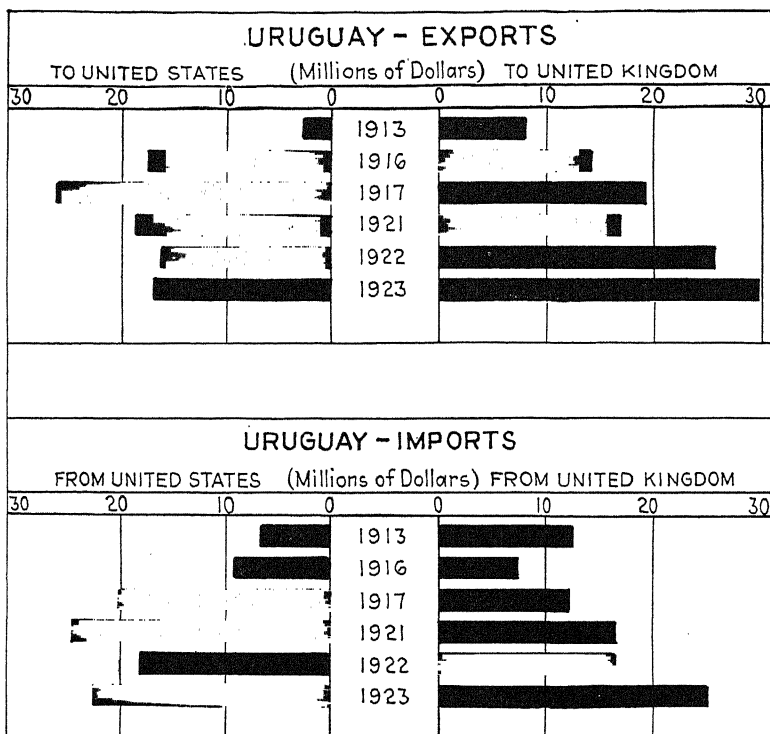 URUGUAY - EXPORTS
TO UNITED STATES (Millions of Dollars) TO UNITED KINGDOM
30 20 10 0 0 10 20 30
1913
1916
1917
1921
1922
1923
URUGUAY - IMPORTS
FROM UNITED STATES (Millions of Dollars) FROM UNITED KINGDOM
30 20 10 0 0 10 20 30
1913
1916
1917
1921
1922
1923